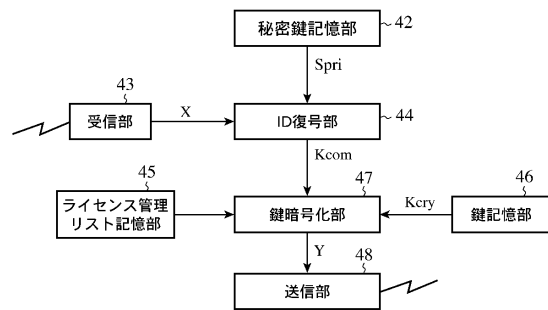 秘密鍵記憶部
42
Spri
43
受信部
X
ID復号部
44
Kcom
45
ライセンス管理
リスト記憶部
47
鍵暗号化部
Kcry
46
鍵記憶部
Y
48
送信部